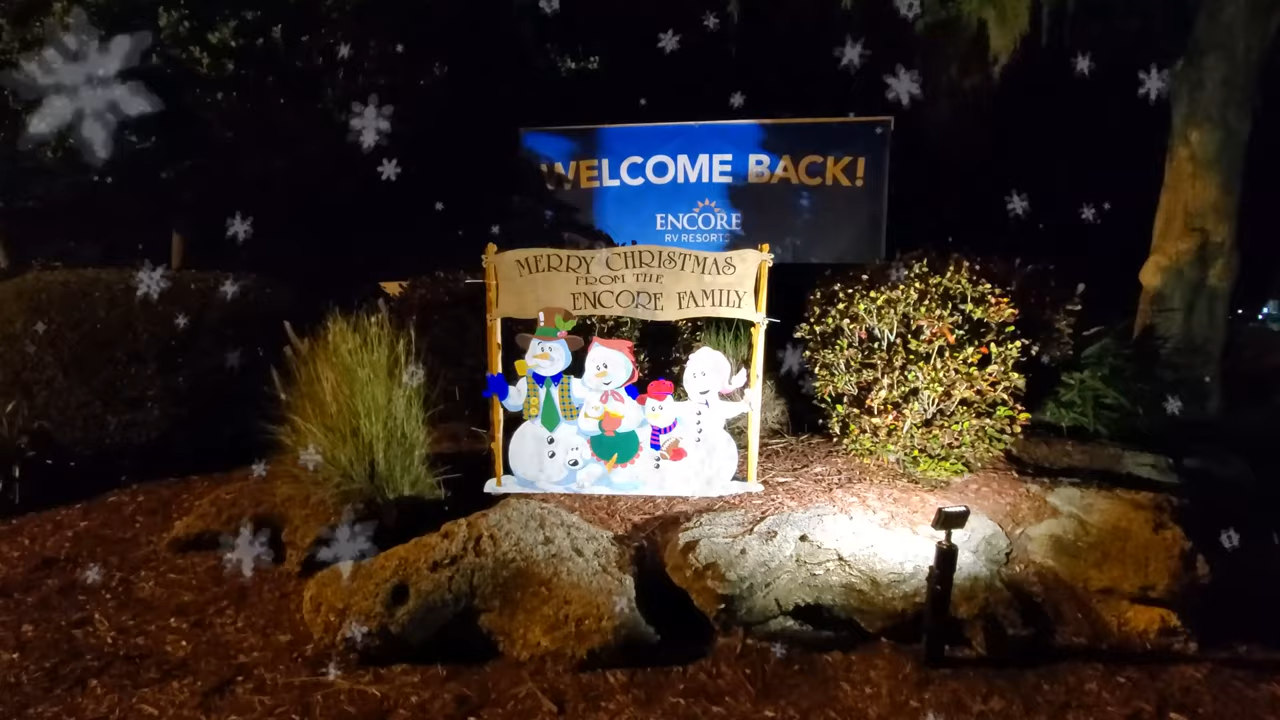 WELCOME BACK!
ENCORE
RV RESORTS
MERRY CHRISTMAS
FROM THE
ENCORE FAMILY